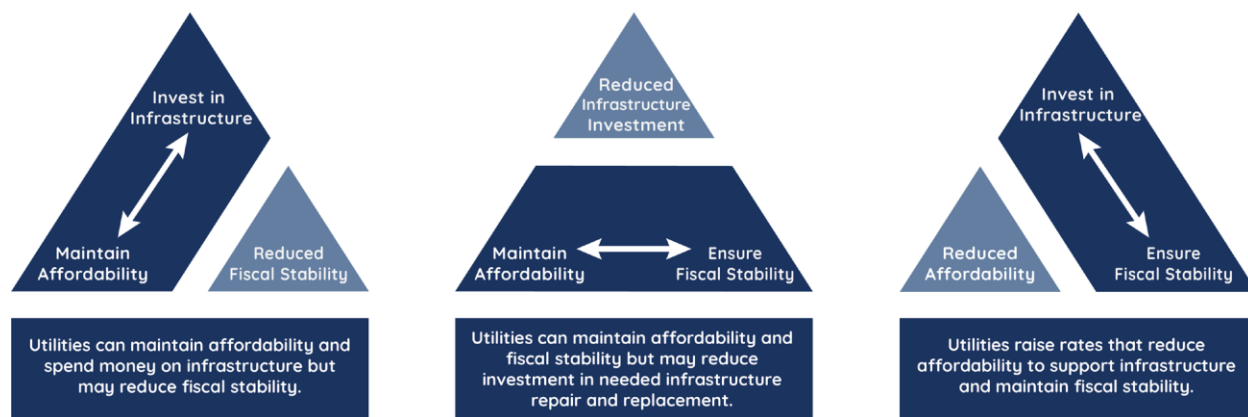 Invest in
Infrastructure
Maintain
Affordability
Reduced
Fiscal Stability
Utilities can maintain affordability and
spend money on infrastructure but
may reduce fiscal stability.
Reduced
Infrastructure
Investment
Maintain
Affordability
Ensure
Fiscal Stability
Utilities can maintain affordability and
fiscal stability but may reduce
investment in needed infrastructure
repair and replacement.
Invest in
Infrastructure
Reduced
Affordability
Ensure
Fiscal Stability
Utilities raise rates that reduce
affordability to support infrastructure
and maintain fiscal stability.